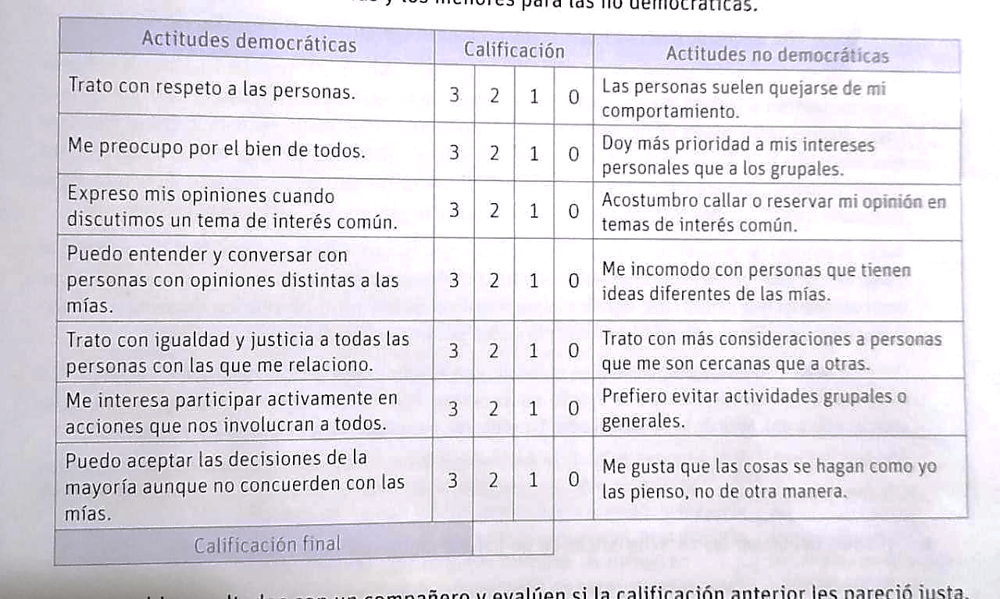 y los menores para las no democráticas.
Actitudes democráticas Calificación Actitudes no democráticas
Trato con respeto a las personas. 3 2 1 0 Las personas suelen quejarse de mi
comportamiento.
Me preocupo por el bien de todos. 3 2 1 0 Doy más prioridad a mis intereses
personales que a los grupales.
Expreso mis opiniones cuando
discutimos un tema de interés común. 3 2 1 0 Acostumbro callar o reservar mi opinión en
temas de interés común.
Puedo entender y conversar con
personas con opiniones distintas a las
mías. 3 2 1 0 Me incomodo con personas que tienen
ideas diferentes de las mías.
Trato con igualdad y justicia a todas las
personas con las que me relaciono. 3 2 1 0 Trato con más consideraciones a personas
que me son cercanas que a otras.
Me interesa participar activamente en
acciones que nos involucran a todos. 3 2 1 0 Prefiero evitar actividades grupales o
generales.
Puedo aceptar las decisiones de la
mayoría aunque no concuerden con las
mías. 3 2 1 0 Me gusta que las cosas se hagan como yo
las pienso, no de otra manera.
Calificación final
con un compañero y evalúen si la calificación anterior les pareció justa.